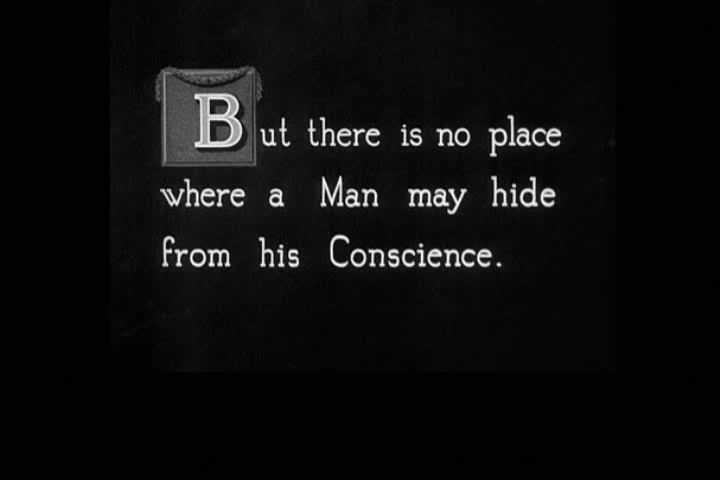 But there is no place
where a Man may hide
from his Conscience.